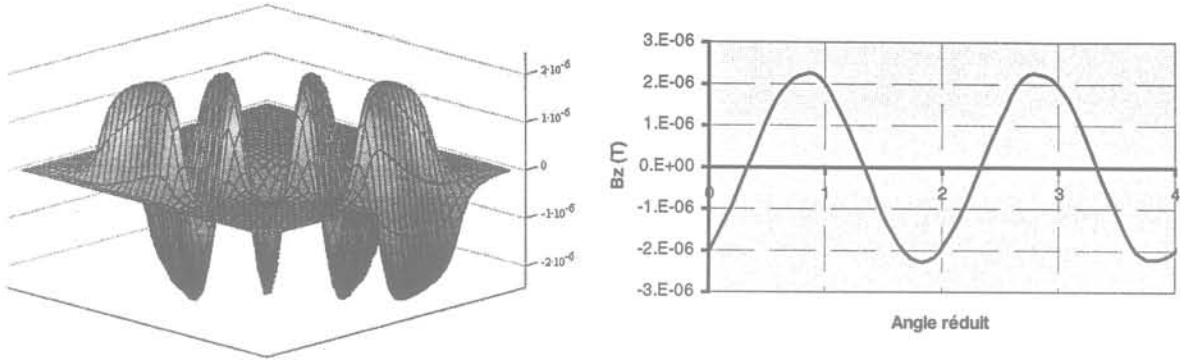 2·10⁻⁶
1·10⁻⁶
0
-1·10⁻⁶
-2·10⁻⁶
3.E-06
2.E-06
1.E-06
0.E+00
-1.E-06
-2.E-06
-3.E-06
Bz (T)
0 1 2 3 4
Angle réduit